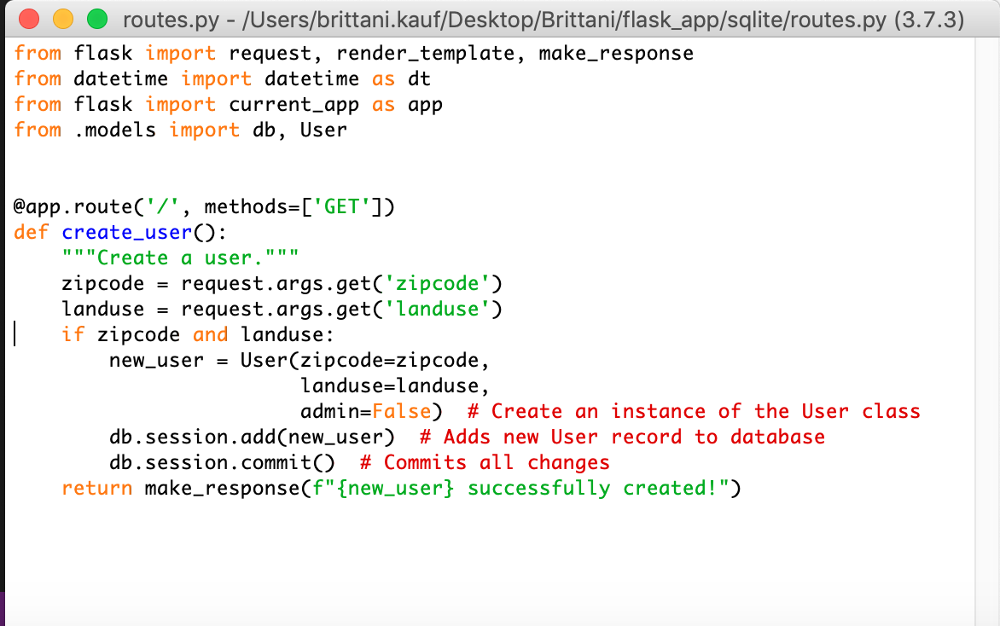 routes.py - /Users/brittani.kauf/Desktop/Brittani/flask_app/sqlite/routes.py (3.7.3)
from flask import request, render_template, make_response
from datetime import datetime as dt
from flask import current_app as app
from .models import db, User
@app.route('/', methods=['GET'])
def create_user():
    """Create a user."""
    zipcode = request.args.get('zipcode')
    landuse = request.args.get('landuse')
    if zipcode and landuse:
        new_user = User(zipcode=zipcode,
                        landuse=landuse,
                        admin=False)  # Create an instance of the User class
        db.session.add(new_user)  # Adds new User record to database
        db.session.commit()  # Commits all changes
    return make_response(f"{new_user} successfully created!")